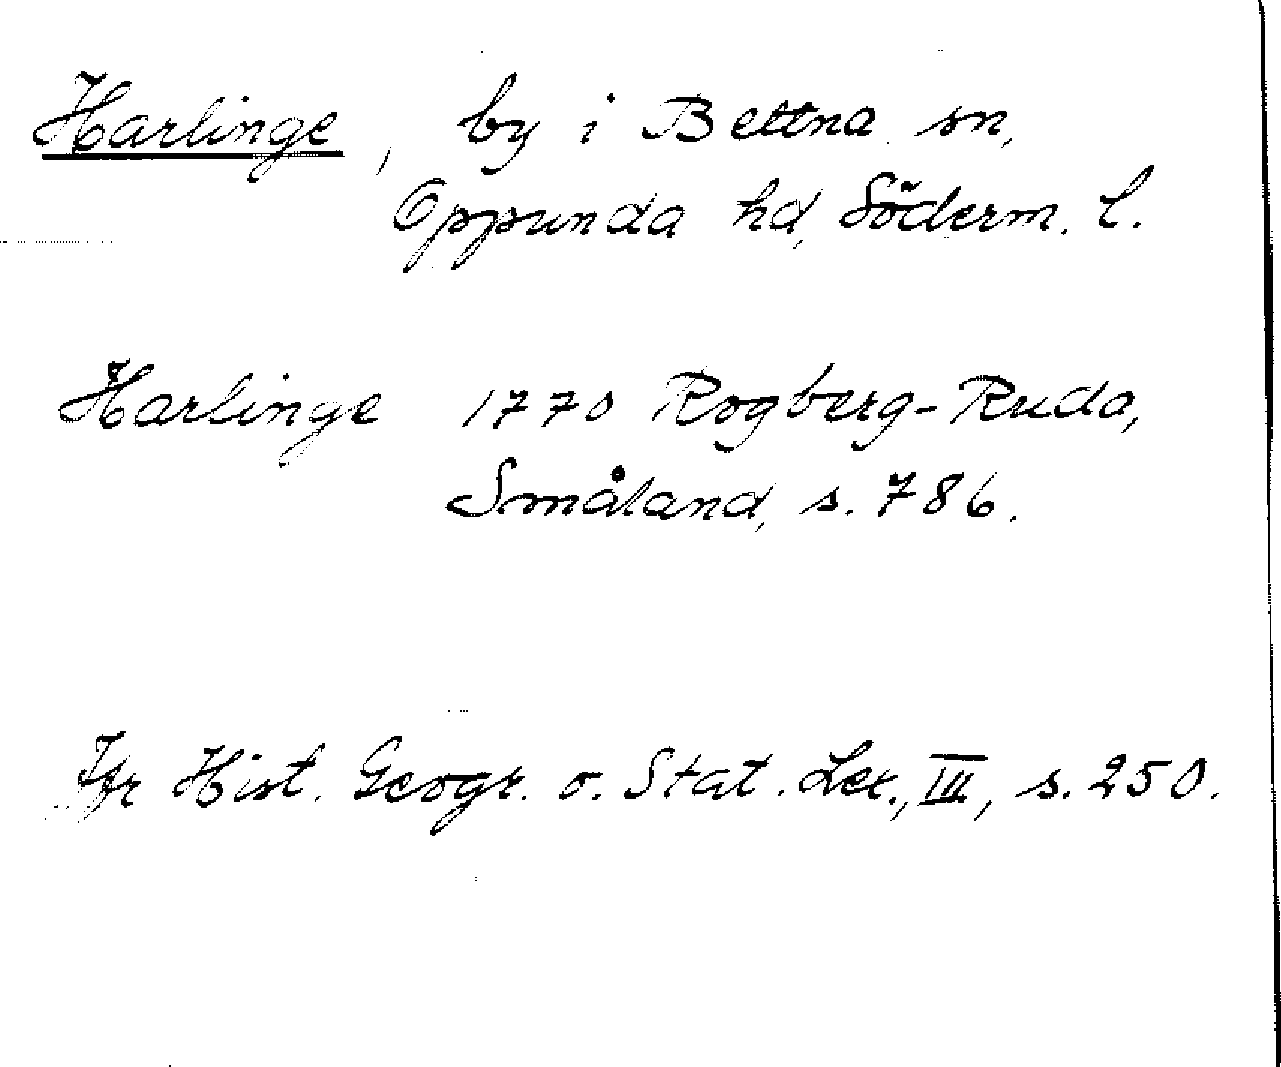 Harlinge, by i Bettna sn,
Oppunda hd, Söderm. l.
Harlinge 1770 Rogberg-Ruda,
Småland, s. 786.
Jfr Hist. Geogr. o. Stat. Lex., III, s. 250.